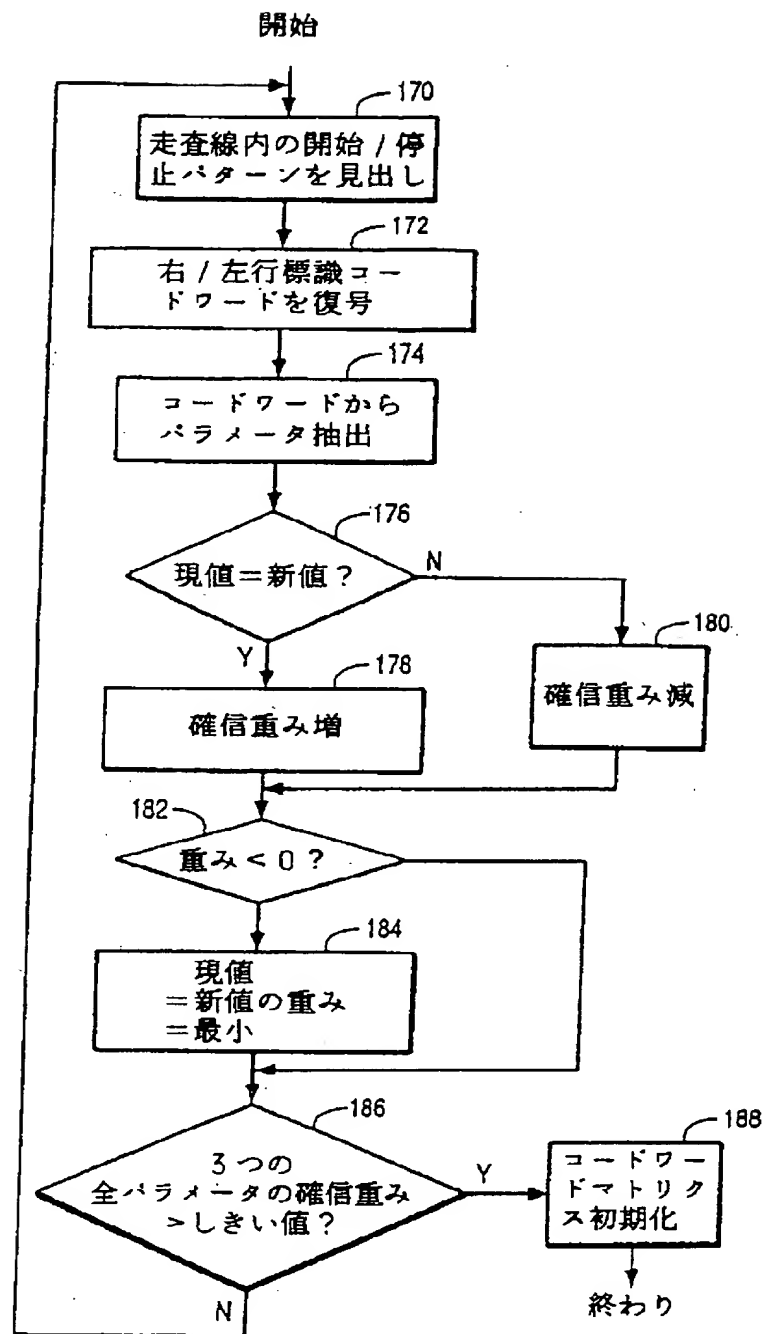 開始
170
走査線内の開始/停
止パターンを見出し
172
右/左行標識コー
ドワードを復号
174
コードワードから
パラメータ抽出
176
現値=新値?
N
Y
178
確信重み増
180
確信重み減
182
重み<0?
184
現値
=新値の重み
=最小
186
3つの
全パラメータの確信重み
>しきい値?
Y
N
188
コードワー
ドマトリク
ス初期化
終わり